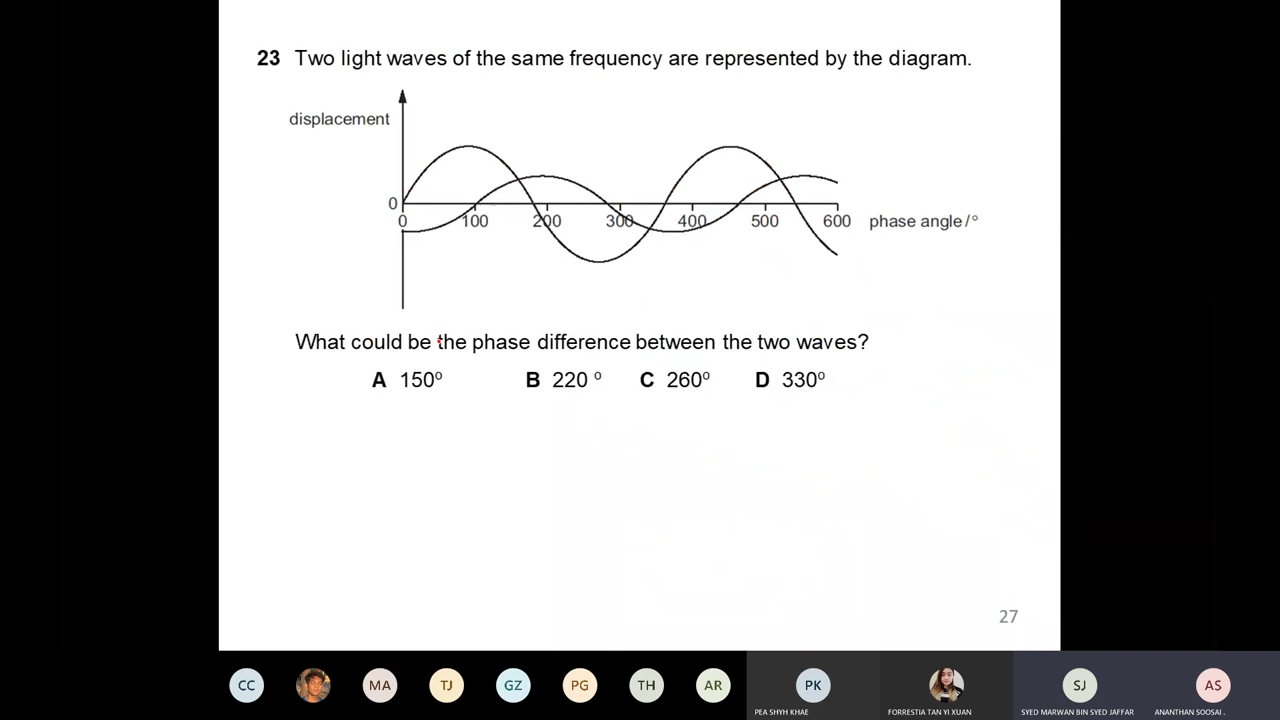 23 Two light waves of the same frequency are represented by the diagram.
displacement
0
0 100 200 300 400 500 600 phase angle/°
What could be the phase difference between the two waves?
A 150º B 220 º C 260º D 330º
27
CC MA TJ GZ PG TH AR PK SJ AS
PEA SHYH KHAE FORRESTIA TAN YI XUAN SYED MARWAN BIN SYED JAFFAR ANANTHAN SOOSAI .